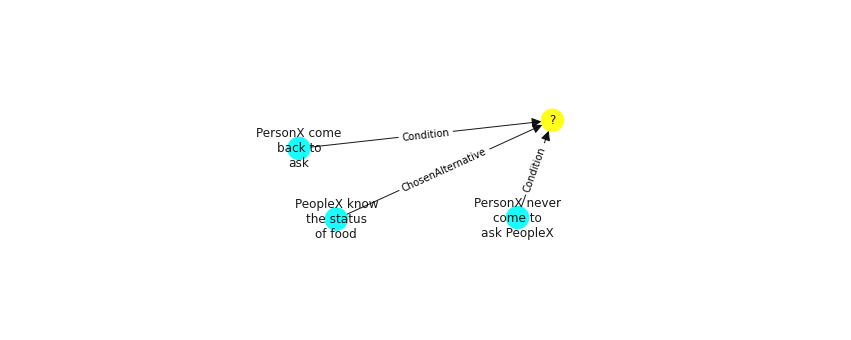 ?
PersonX come
back to
ask
Condition
ChosenAlternative
Condition
PeopleX know
the status
of food
PersonX never
come to
ask PeopleX